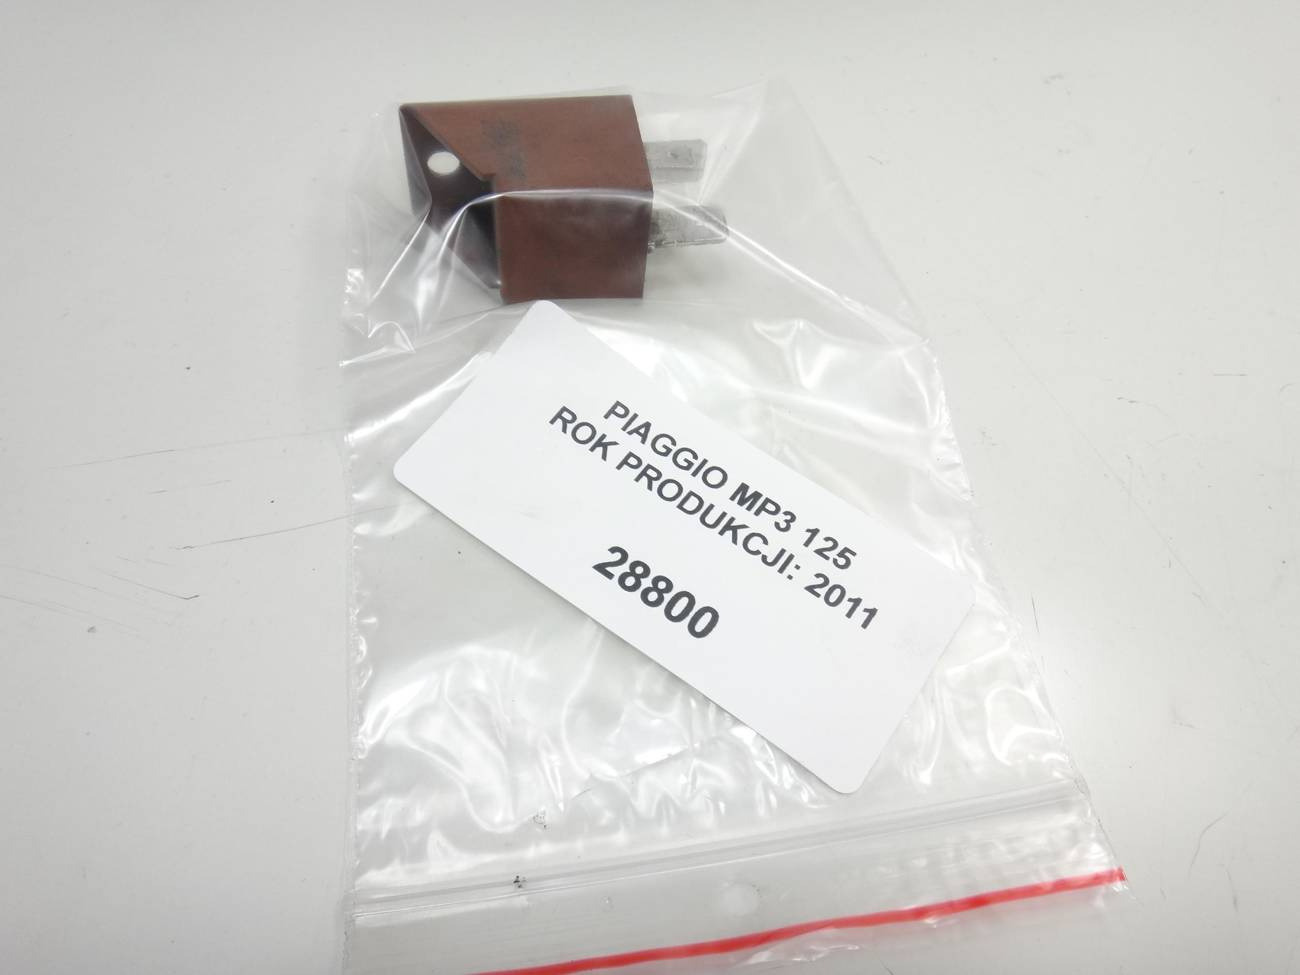 PIAGGIO MP3 125
ROK PRODUKCJI: 2011
28800